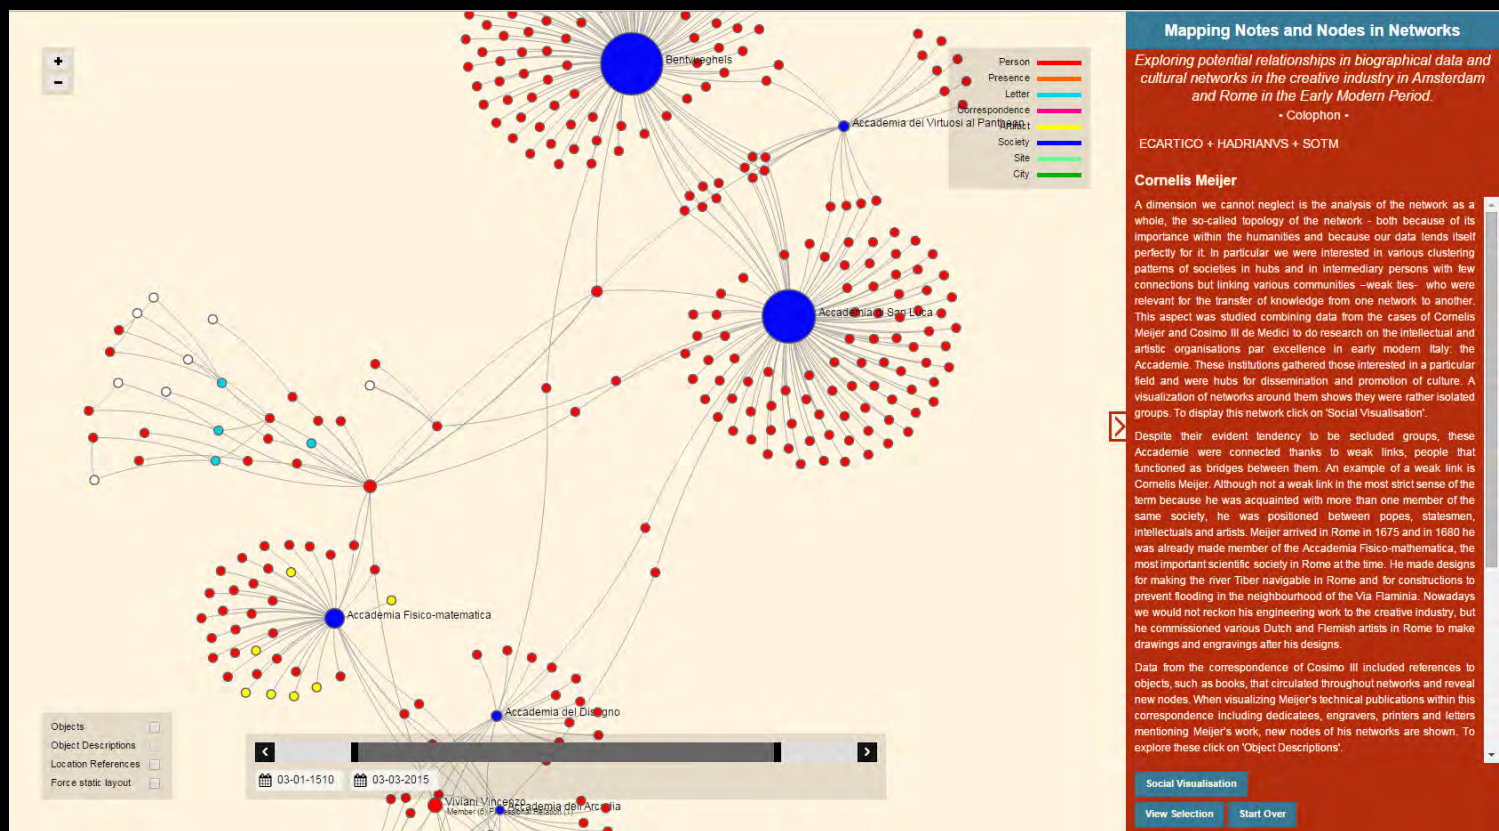 +
−
Bentvueghels
Accademia dei Virtuosi al Pantheon
Accademia di San Luca
Accademia Fisico-matematica
Accademia del Disegno
Viviani Vincenzo
Member (6) Professional Relation (1)
Accademia dell'Arcadia
Person
Presence
Letter
Correspondence
Artifact
Society
Site
City
Objects
Object Descriptions
Location References
Force static layout
03-01-1510
03-03-2015
Mapping Notes and Nodes in Networks
Exploring potential relationships in biographical data and
cultural networks in the creative industry in Amsterdam
and Rome in the Early Modern Period.
• Colophon •
ECARTICO + HADRIANVS + SOTM
Cornelis Meijer
A dimension we cannot neglect is the analysis of the network as a
whole, the so-called topology of the network - both because of its
importance within the humanities and because our data lends itself
perfectly for it. In particular we were interested in various clustering
patterns of societies in hubs and in intermediary persons with few
connections but linking various communities –weak ties- who were
relevant for the transfer of knowledge from one network to another.
This aspect was studied combining data from the cases of Cornelis
Meijer and Cosimo III de Medici to do research on the intellectual and
artistic organisations par excellence in early modern Italy: the
Accademie. These institutions gathered those interested in a particular
field and were hubs for dissemination and promotion of culture. A
visualization of networks around them shows they were rather isolated
groups. To display this network click on 'Social Visualisation'.
Despite their evident tendency to be secluded groups, these
Accademie were connected thanks to weak links, people that
functioned as bridges between them. An example of a weak link is
Cornelis Meijer. Although not a weak link in the most strict sense of the
term because he was acquainted with more than one member of the
same society, he was positioned between popes, statesmen,
intellectuals and artists. Meijer arrived in Rome in 1675 and in 1680 he
was already made member of the Accademia Fisico-mathematica, the
most important scientific society in Rome at the time. He made designs
for making the river Tiber navigable in Rome and for constructions to
prevent flooding in the neighbourhood of the Via Flaminia. Nowadays
we would not reckon his engineering work to the creative industry, but
he commissioned various Dutch and Flemish artists in Rome to make
drawings and engravings after his designs.
Data from the correspondence of Cosimo III included references to
objects, such as books, that circulated throughout networks and reveal
new nodes. When visualizing Meijer's technical publications within this
correspondence including dedicatees, engravers, printers and letters
mentioning Meijer's work, new nodes of his networks are shown. To
explore these click on 'Object Descriptions'.
Social Visualisation
View Selection
Start Over